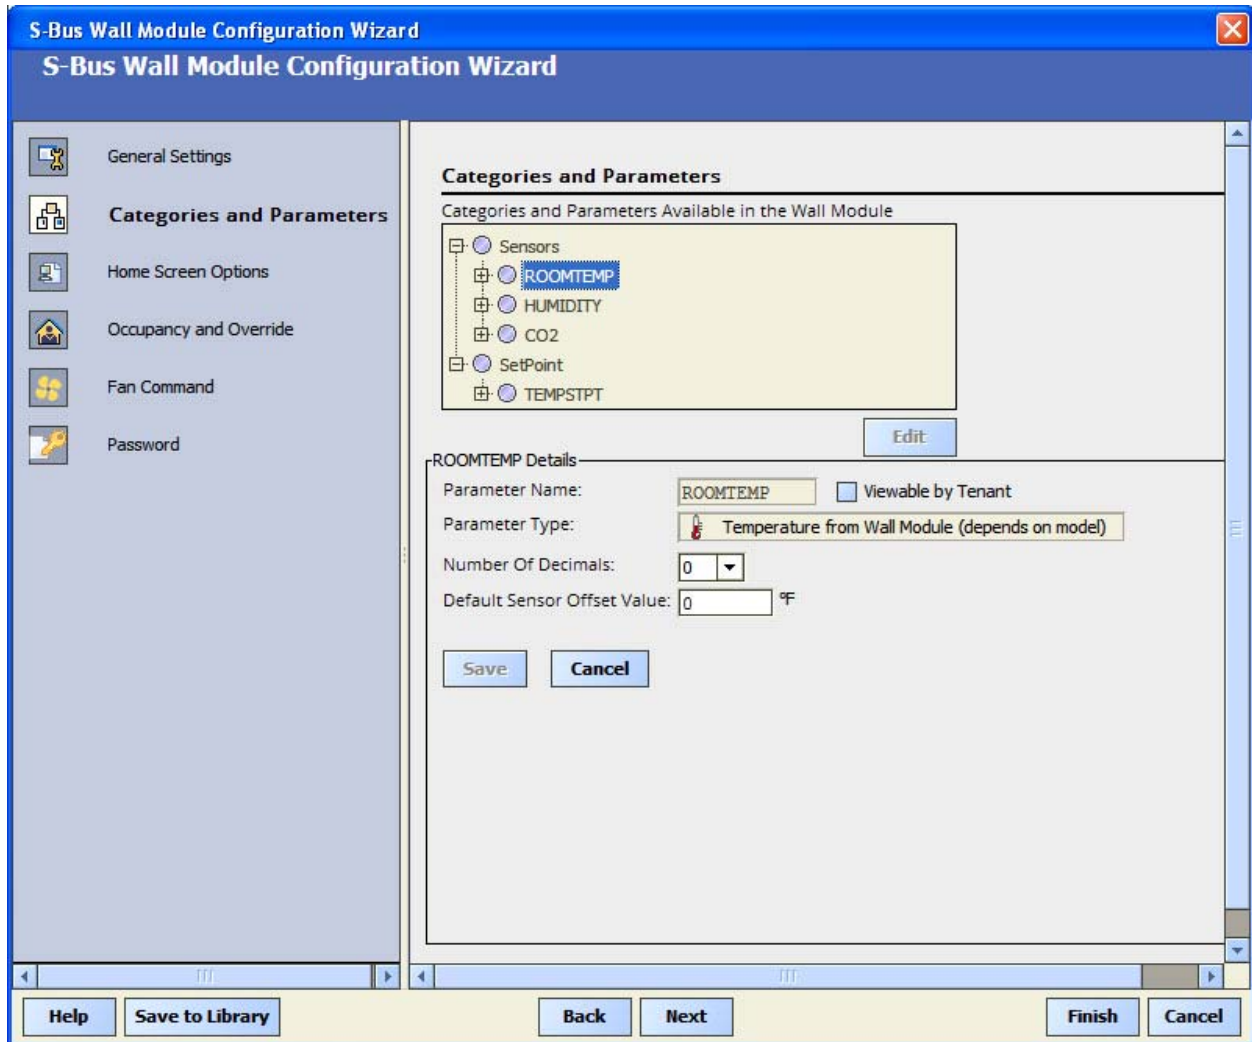 S-Bus Wall Module Configuration Wizard
S-Bus Wall Module Configuration Wizard
General Settings
Categories and Parameters
Home Screen Options
Occupancy and Override
Fan Command
Password
Categories and Parameters
Categories and Parameters Available in the Wall Module
Sensors
ROOMTEMP
HUMIDITY
CO2
SetPoint
TEMPSTPT
Edit
ROOMTEMP Details
Parameter Name: ROOMTEMP Viewable by Tenant
Parameter Type: Temperature from Wall Module (depends on model)
Number Of Decimals: 0
Default Sensor Offset Value: 0 °F
Save Cancel
Help Save to Library Back Next Finish Cancel